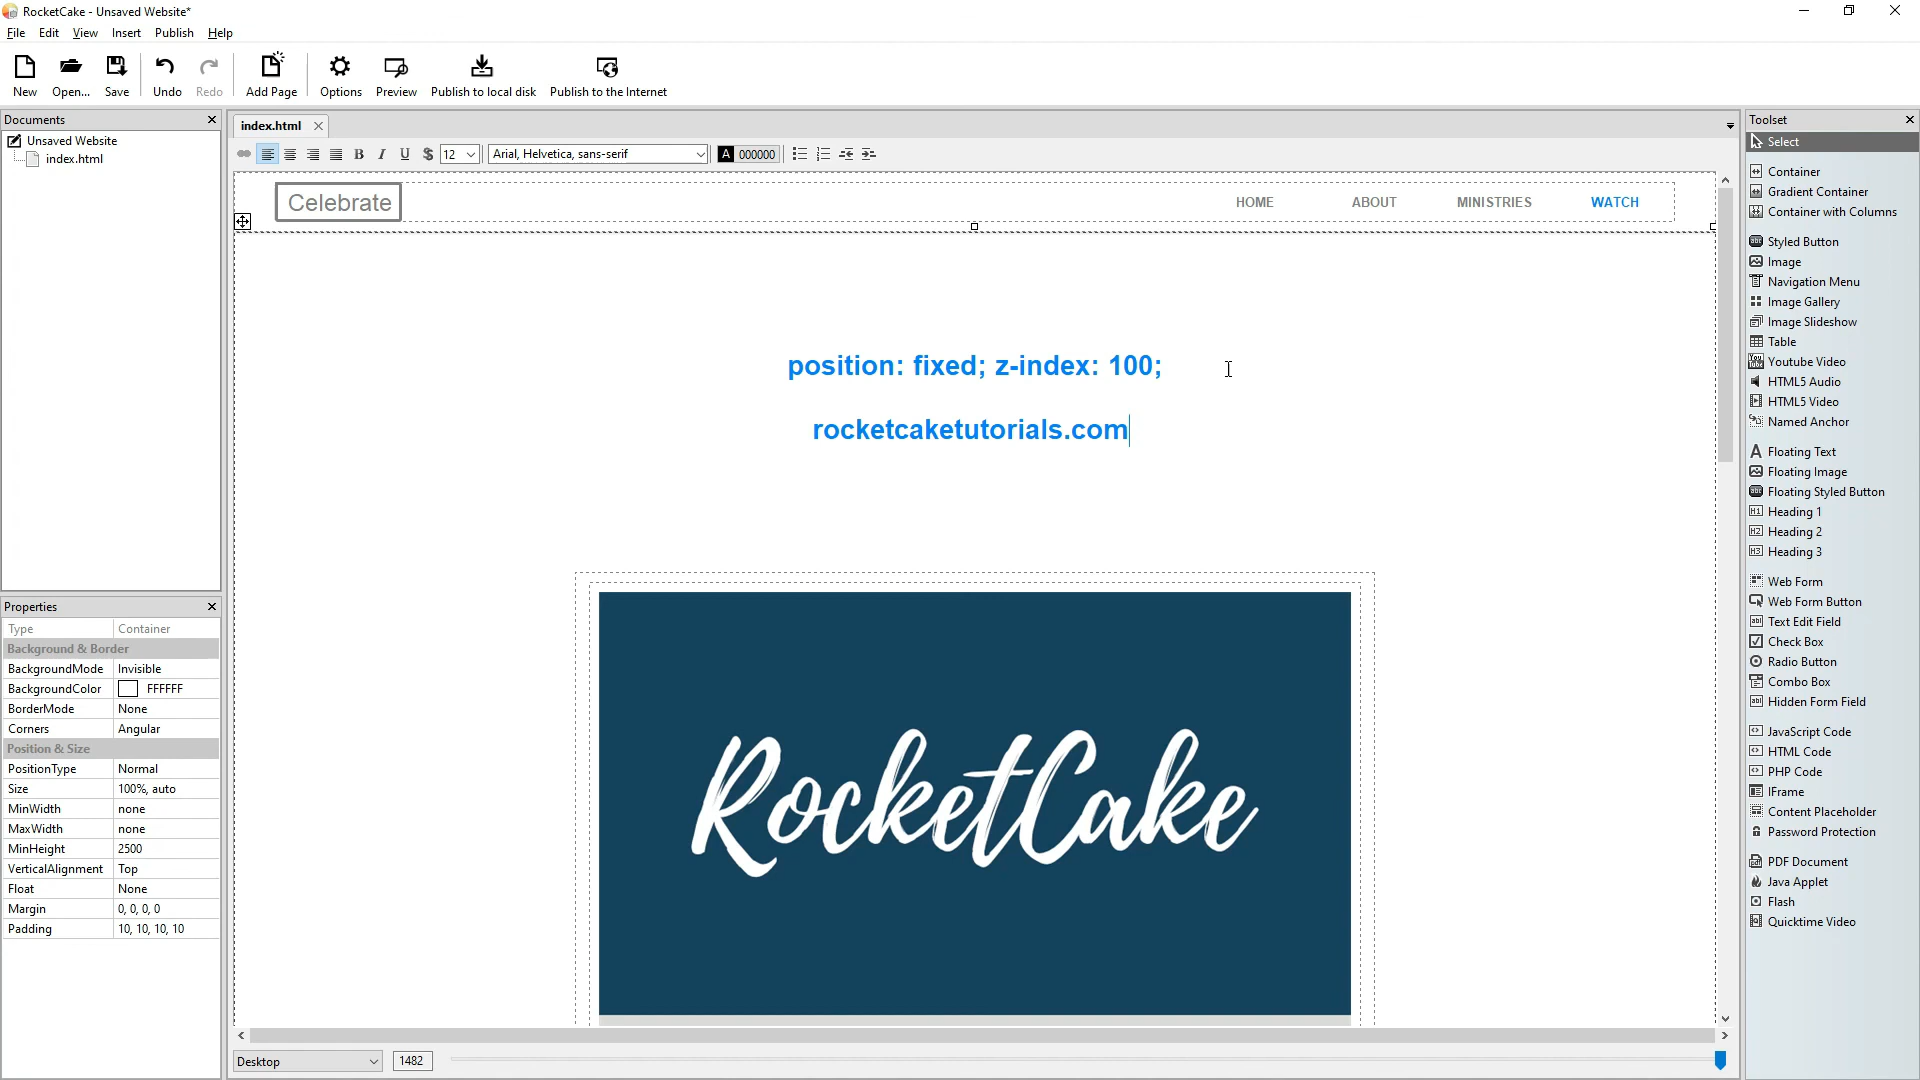 RocketCake - Unsaved Website*
File Edit View Insert Publish Help
New Open... Save Undo Redo Add Page Options Preview Publish to local disk Publish to the Internet
Documents
Unsaved Website
index.html
index.html
B I U $ 12 Arial, Helvetica, sans-serif A 000000
Celebrate HOME ABOUT MINISTRIES WATCH
position: fixed; z-index: 100;
rocketcaketutorials.com
RocketCake
Desktop 1482
Properties
Type Container
Background & Border
BackgroundMode Invisible
BackgroundColor FFFFFF
BorderMode None
Corners Angular
Position & Size
PositionType Normal
Size 100%, auto
MinWidth none
MaxWidth none
MinHeight 2500
VerticalAlignment Top
Float None
Margin 0, 0, 0, 0
Padding 10, 10, 10, 10
Toolset
Select
Container
Gradient Container
Container with Columns
Styled Button
Image
Navigation Menu
Image Gallery
Image Slideshow
Table
Youtube Video
HTML5 Audio
HTML5 Video
Named Anchor
Floating Text
Floating Image
Floating Styled Button
H1 Heading 1
H2 Heading 2
H3 Heading 3
Web Form
Web Form Button
Text Edit Field
Check Box
Radio Button
Combo Box
Hidden Form Field
JavaScript Code
HTML Code
PHP Code
IFrame
Content Placeholder
Password Protection
PDF Document
Java Applet
Flash
Quicktime Video